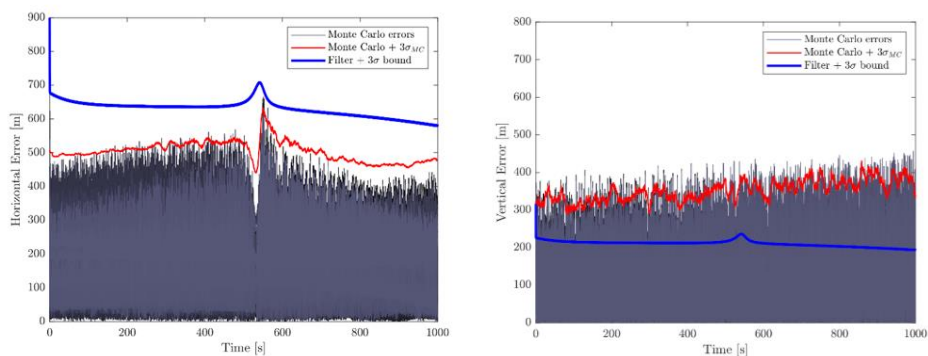 900
800
700
600
500
400
300
200
100
0
Horizontal Error [m]
Monte Carlo errors
Monte Carlo + 3σMC
Filter + 3σ bound
0 200 400 600 800 1000
Time [s]
800
700
600
500
400
300
200
100
0
Vertical Error [m]
Monte Carlo errors
Monte Carlo + 3σMC
Filter + 3σ bound
0 200 400 600 800 1000
Time [s]